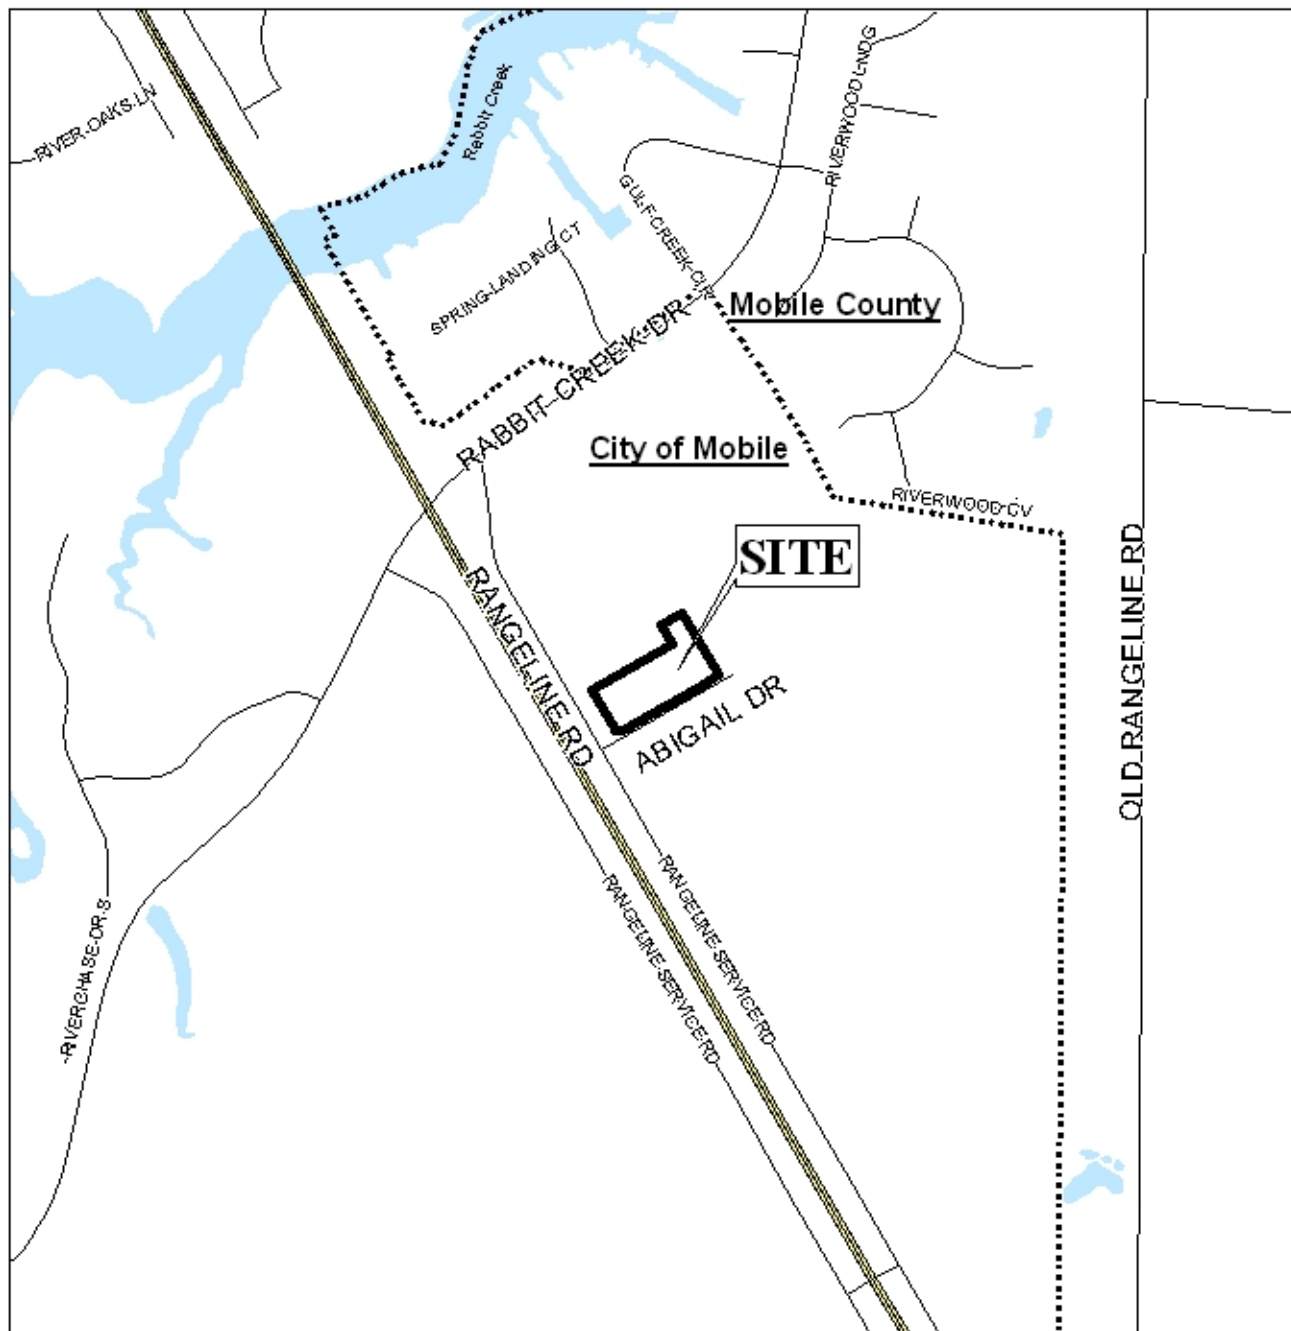 RIVERWOOD LNDG
RIVER OAKS LN
Rabbit Creek
GULF CREEK CIR
SPRING LANDING CT
Mobile County
RABBIT CREEK DR
City of Mobile
RIVERWOOD CV
SITE
OLD RANGELINE RD
RANGELINE RD
ABIGAIL DR
RANGELINE SERVICE RD
RANGELINE SERVICE RD
RIVERCHASE DR S